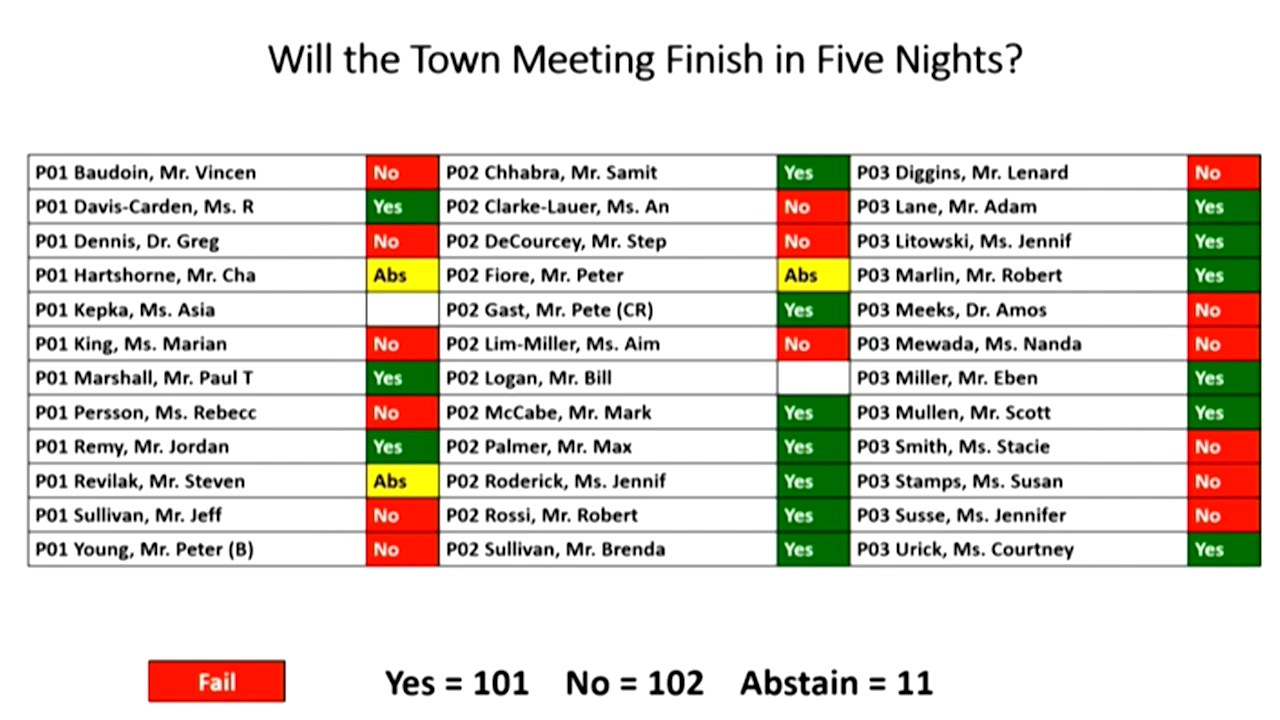 Will the Town Meeting Finish in Five Nights?
P01 Baudoin, Mr. Vincen No P02 Chhabra, Mr. Samit Yes P03 Diggins, Mr. Lenard No
P01 Davis-Carden, Ms. R Yes P02 Clarke-Lauer, Ms. An No P03 Lane, Mr. Adam Yes
P01 Dennis, Dr. Greg No P02 DeCourcey, Mr. Step No P03 Litowski, Ms. Jennif Yes
P01 Hartshorne, Mr. Cha Abs P02 Fiore, Mr. Peter Abs P03 Marlin, Mr. Robert Yes
P01 Kepka, Ms. Asia P02 Gast, Mr. Pete (CR) Yes P03 Meeks, Dr. Amos No
P01 King, Ms. Marian No P02 Lim-Miller, Ms. Aim No P03 Mewada, Ms. Nanda No
P01 Marshall, Mr. Paul T Yes P02 Logan, Mr. Bill P03 Miller, Mr. Eben Yes
P01 Persson, Ms. Rebecc No P02 McCabe, Mr. Mark Yes P03 Mullen, Mr. Scott Yes
P01 Remy, Mr. Jordan Yes P02 Palmer, Mr. Max Yes P03 Smith, Ms. Stacie No
P01 Revilak, Mr. Steven Abs P02 Roderick, Ms. Jennif Yes P03 Stamps, Ms. Susan No
P01 Sullivan, Mr. Jeff No P02 Rossi, Mr. Robert Yes P03 Susse, Ms. Jennifer No
P01 Young, Mr. Peter (B) No P02 Sullivan, Mr. Brenda Yes P03 Urick, Ms. Courtney Yes
Fail Yes = 101 No = 102 Abstain = 11